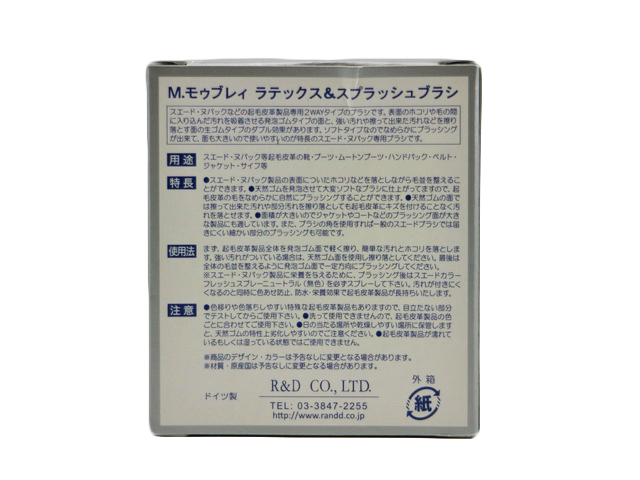 M.モゥブレィ ラテックス&スプラッシュブラシ
スエード・ヌバックなどの起毛皮革製品専用2WAYタイプのブラシです。表面のホコリや毛の間
に入り込んだ汚れを吸着させる発泡ゴムタイプの面と、強い汚れや擦って出来た汚れなどを擦り
落とす面の生ゴムタイプのダブル効果があります。ソフトタイプなのでなめらかにブラッシング
が出来て、面も大きいので使いやすいのが特長のスエード・ヌバック専用ブラシです。
用途 スエード・ヌバック等起毛皮革の靴・ブーツ・ムートンブーツ・ハンドバック・ベルト・
ジャケット・サイフ等
特長 ●スエード・ヌバック製品の表面についたホコリなどを落としながら毛並を整えるこ
とができます。●天然ゴムを発泡させて大変ソフトなブラシに仕上がってますので、起
毛皮革の毛をなめらかに自然にブラッシングすることができます。●天然ゴムの面で
は擦って出来た汚れや部分汚れを擦り落としても起毛皮革にキズを付けることなく汚
れを落とせます。●面積が大きいのでジャケットやコートなどのブラッシング面が大き
な製品にも適しています。また、ブラシの角を使用すれば一般のスエードブラシでは届
きにくい細かい部分のブラッシングも可能です。
使用法 まず、起毛皮革製品全体を発泡ゴム面で軽く擦り、簡単な汚れとホコリを落としま
す。強い汚れがついている場合は、天然ゴム面を使用し擦り落としてください。最後は
全体の毛並を整えるように発泡ゴム面で一定方向にブラッシングしてください。
※スエード・ヌバック製品に栄養を与えるために、ブラッシング後はスエードカラー
フレッシュスプレーニュートラル(無色)を必ずスプレーして下さい。汚れが付きにく
くなるのと同時に色あせ防止、防水・栄養効果で起毛皮革製品が長持ちいたします。
注意 ●色移りや色落ちしやすい特殊な起毛皮革製品もありますので、目立たない部分
でテストしてからご使用下さい。●洗って使用できませんので、起毛皮革製品の色
ごとに合わせてご使用下さい。●日の当たる場所や乾燥しやすい場所に保管します
と、天然ゴムの特性上劣化しやすいのでご注意ください。●起毛皮革製品が濡れて
いるもしくは湿っている状態ではご使用できません。
※商品のデザイン・カラーは予告なしに変更となる場合があります。
※材質・原産国は予告なしに変更となる場合があります。
ドイツ製
R&D CO., LTD.
TEL: 03-3847-2255
http://www.randd.co.jp
外箱
紙